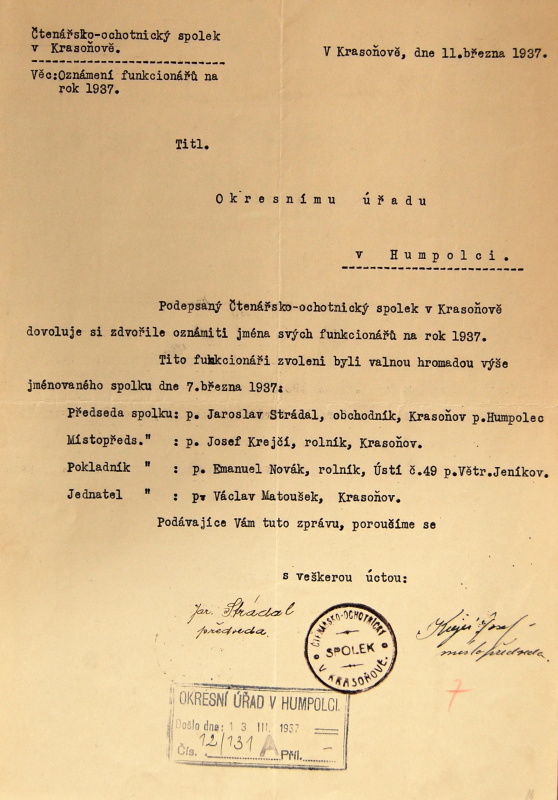 Čtenářsko-ochotnický spolek
v Krasoňově.
V Krasoňově, dne 11.března 1937.
Věc:Oznámení funkcionářů na
rok 1937.
Titl.
Okresnímu úřadu
v Humpolci.
Podepsaný Čtenářsko-ochotnický spolek v Krasoňově
dovoluje si zdvořile oznámiti jména svých funkcionářů na rok 1937.
Tito funkcionáři zvoleni byli valnou hromadou výše
jmenovaného spolku dne 7.března 1937:
Předseda spolku: p. Jaroslav Strádal, obchodník, Krasoňov p.Humpolec
Místopředs." : p. Josef Krejčí, rolník, Krasoňov.
Pokladník " : p. Emanuel Novák, rolník, Ústí č.49 p.Větr.Jeníkov.
Jednatel " : p. Václav Matoušek, Krasoňov.
Podávajíce Vám tuto zprávu, poroučíme se
s veškerou úctou:
Jar. Strádal
předseda.
ČTENÁŘSKO-OCHOTNICKÝ
SPOLEK
V KRASOŇOVĚ.
Krejčí Josef
místopředseda.
7
OKRESNÍ ÚŘAD V HUMPOLCI.
Došlo dne: 13 III. 1937
Čís. 12/131 A Příl. –